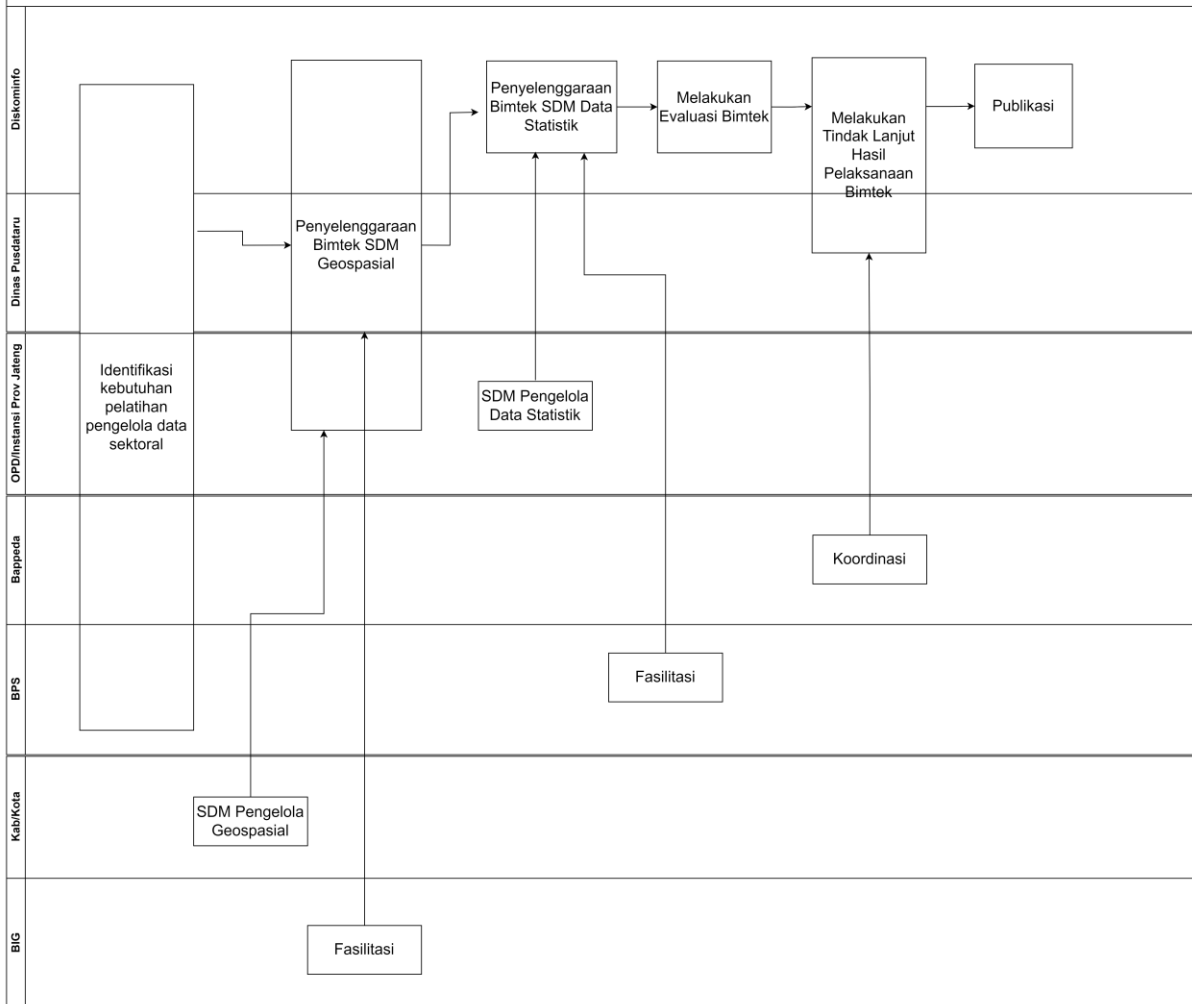 Diskominfo
Penyelenggaraan
Bimtek SDM Data
Statistik
Melakukan
Evaluasi Bimtek
Melakukan
Tindak Lanjut
Hasil
Pelaksanaan
Bimtek
Publikasi
Dinas Pusdataru
Penyelenggaraan
Bimtek SDM
Geospasial
OPD/Instansi Prov Jateng
Identifikasi
kebutuhan
pelatihan
pengelola data
sektoral
SDM Pengelola
Data Statistik
Bappeda
Koordinasi
BPS
Fasilitasi
Kab/Kota
SDM Pengelola
Geospasial
BIG
Fasilitasi